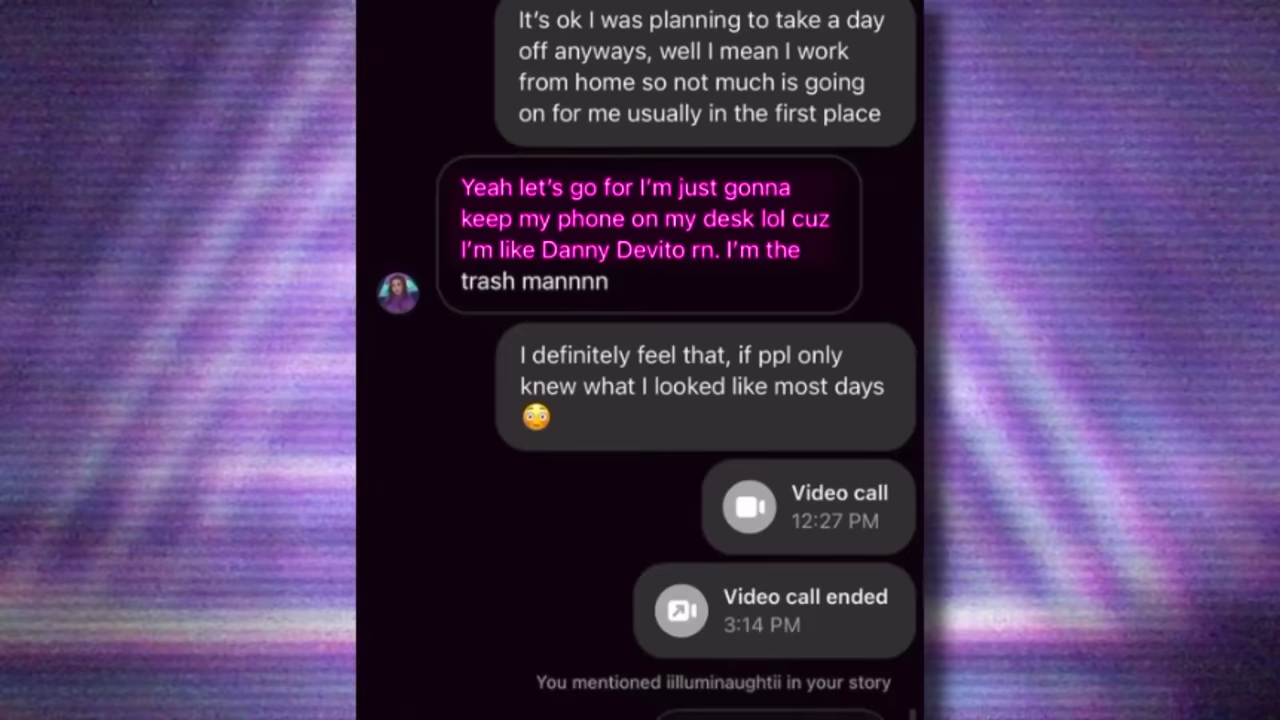 It's ok I was planning to take a day
off anyways, well I mean I work
from home so not much is going
on for me usually in the first place
Yeah let's go for I'm just gonna
keep my phone on my desk lol cuz
I'm like Danny Devito rn. I'm the
trash mannnn
I definitely feel that, if ppl only
knew what I looked like most days
😳
Video call
12:27 PM
Video call ended
3:14 PM
You mentioned iilluminaughtii in your story